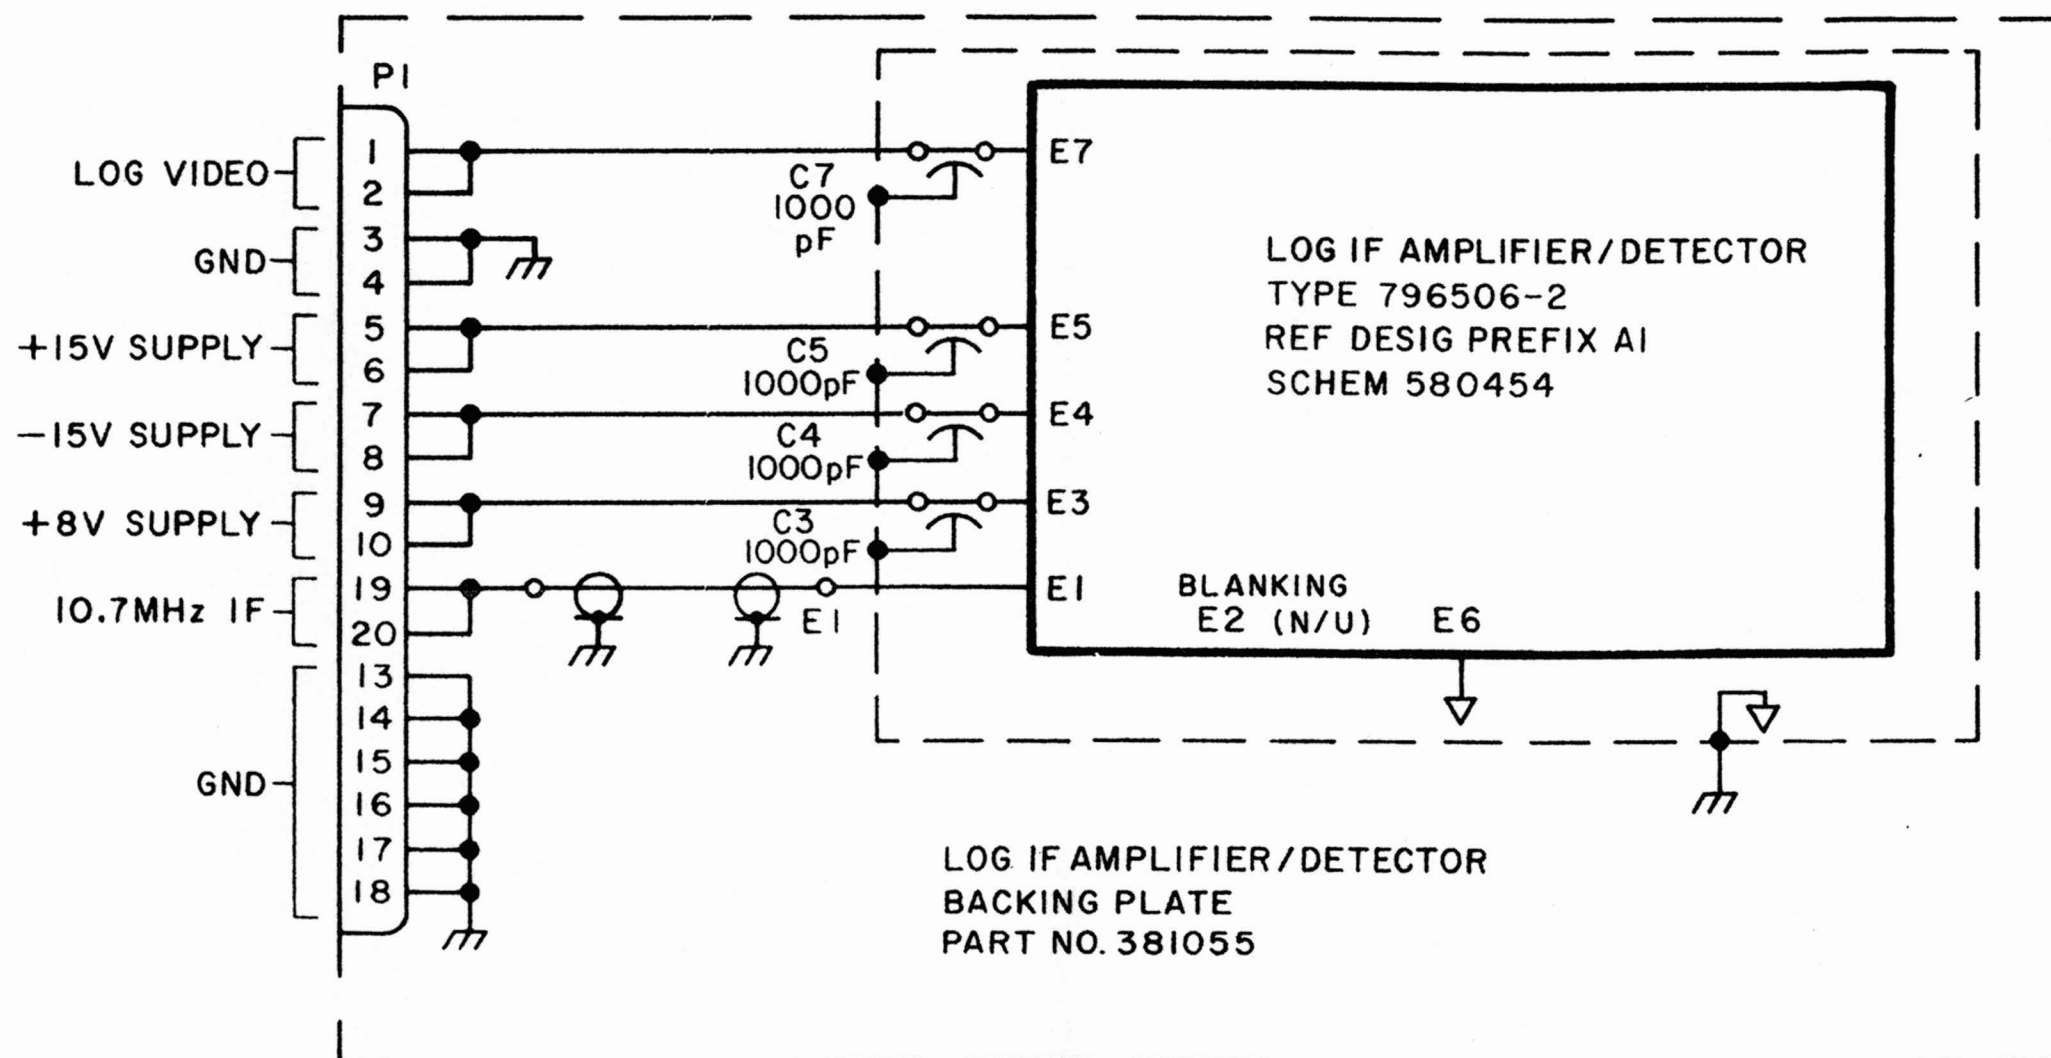 P1
LOG VIDEO
1
2
GND
3
4
+15V SUPPLY
5
6
-15V SUPPLY
7
8
+8V SUPPLY
9
10
10.7MHz IF
19
20
GND
13
14
15
16
17
18
C7
1000
pF
C5
1000pF
C4
1000pF
C3
1000pF
E1
E7
E5
E4
E3
E1
LOG IF AMPLIFIER/DETECTOR
TYPE 796506-2
REF DESIG PREFIX A1
SCHEM 580454
BLANKING
E2 (N/U)
E6
LOG IF AMPLIFIER/DETECTOR
BACKING PLATE
PART NO. 381055